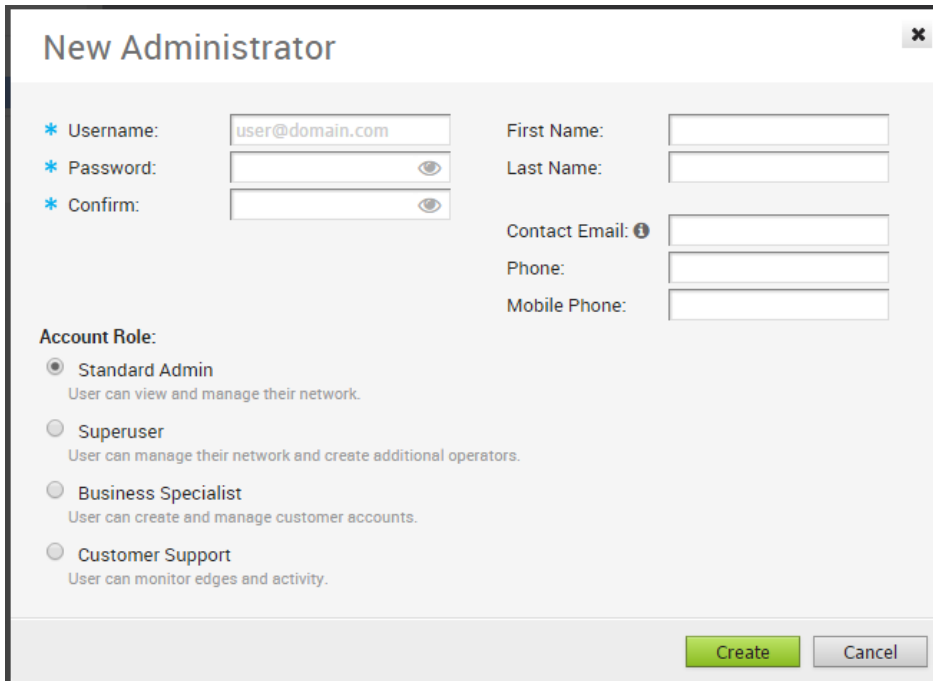 New Administrator
* Username:
user@domain.com
* Password:
* Confirm:
First Name:
Last Name:
Contact Email:
Phone:
Mobile Phone:
Account Role:
Standard Admin
User can view and manage their network.
Superuser
User can manage their network and create additional operators.
Business Specialist
User can create and manage customer accounts.
Customer Support
User can monitor edges and activity.
Create
Cancel